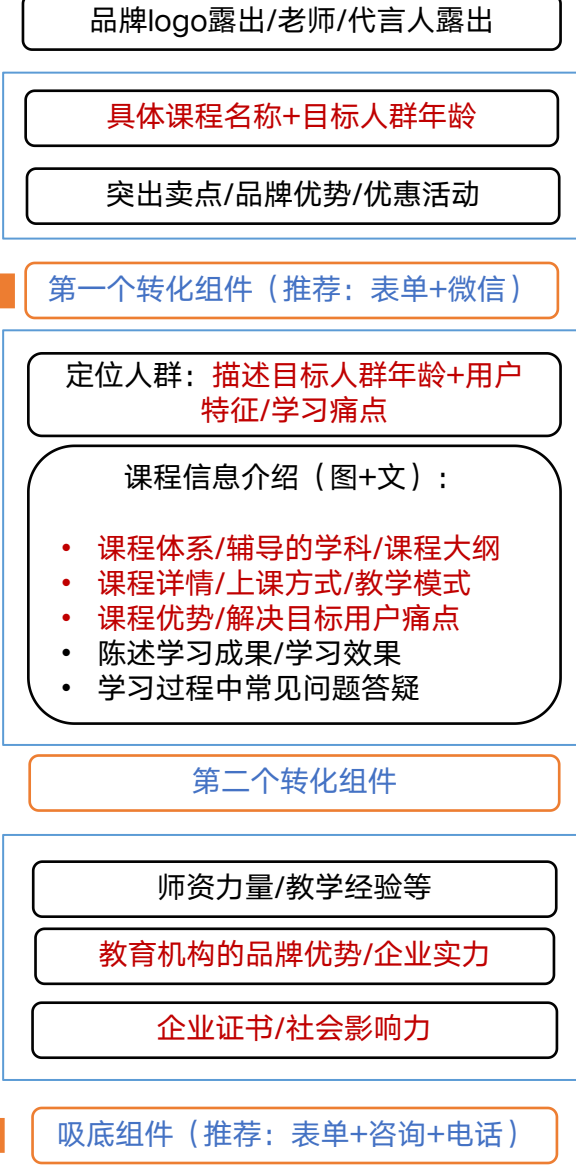 品牌logo露出/老师/代言人露出
具体课程名称+目标人群年龄
突出卖点/品牌优势/优惠活动
第一个转化组件（推荐：表单+微信）
定位人群：描述目标人群年龄+用户
特征/学习痛点
课程信息介绍（图+文）：
• 课程体系/辅导的学科/课程大纲
• 课程详情/上课方式/教学模式
• 课程优势/解决目标用户痛点
• 陈述学习成果/学习效果
• 学习过程中常见问题答疑
第二个转化组件
师资力量/教学经验等
教育机构的品牌优势/企业实力
企业证书/社会影响力
吸底组件（推荐：表单+咨询+电话）